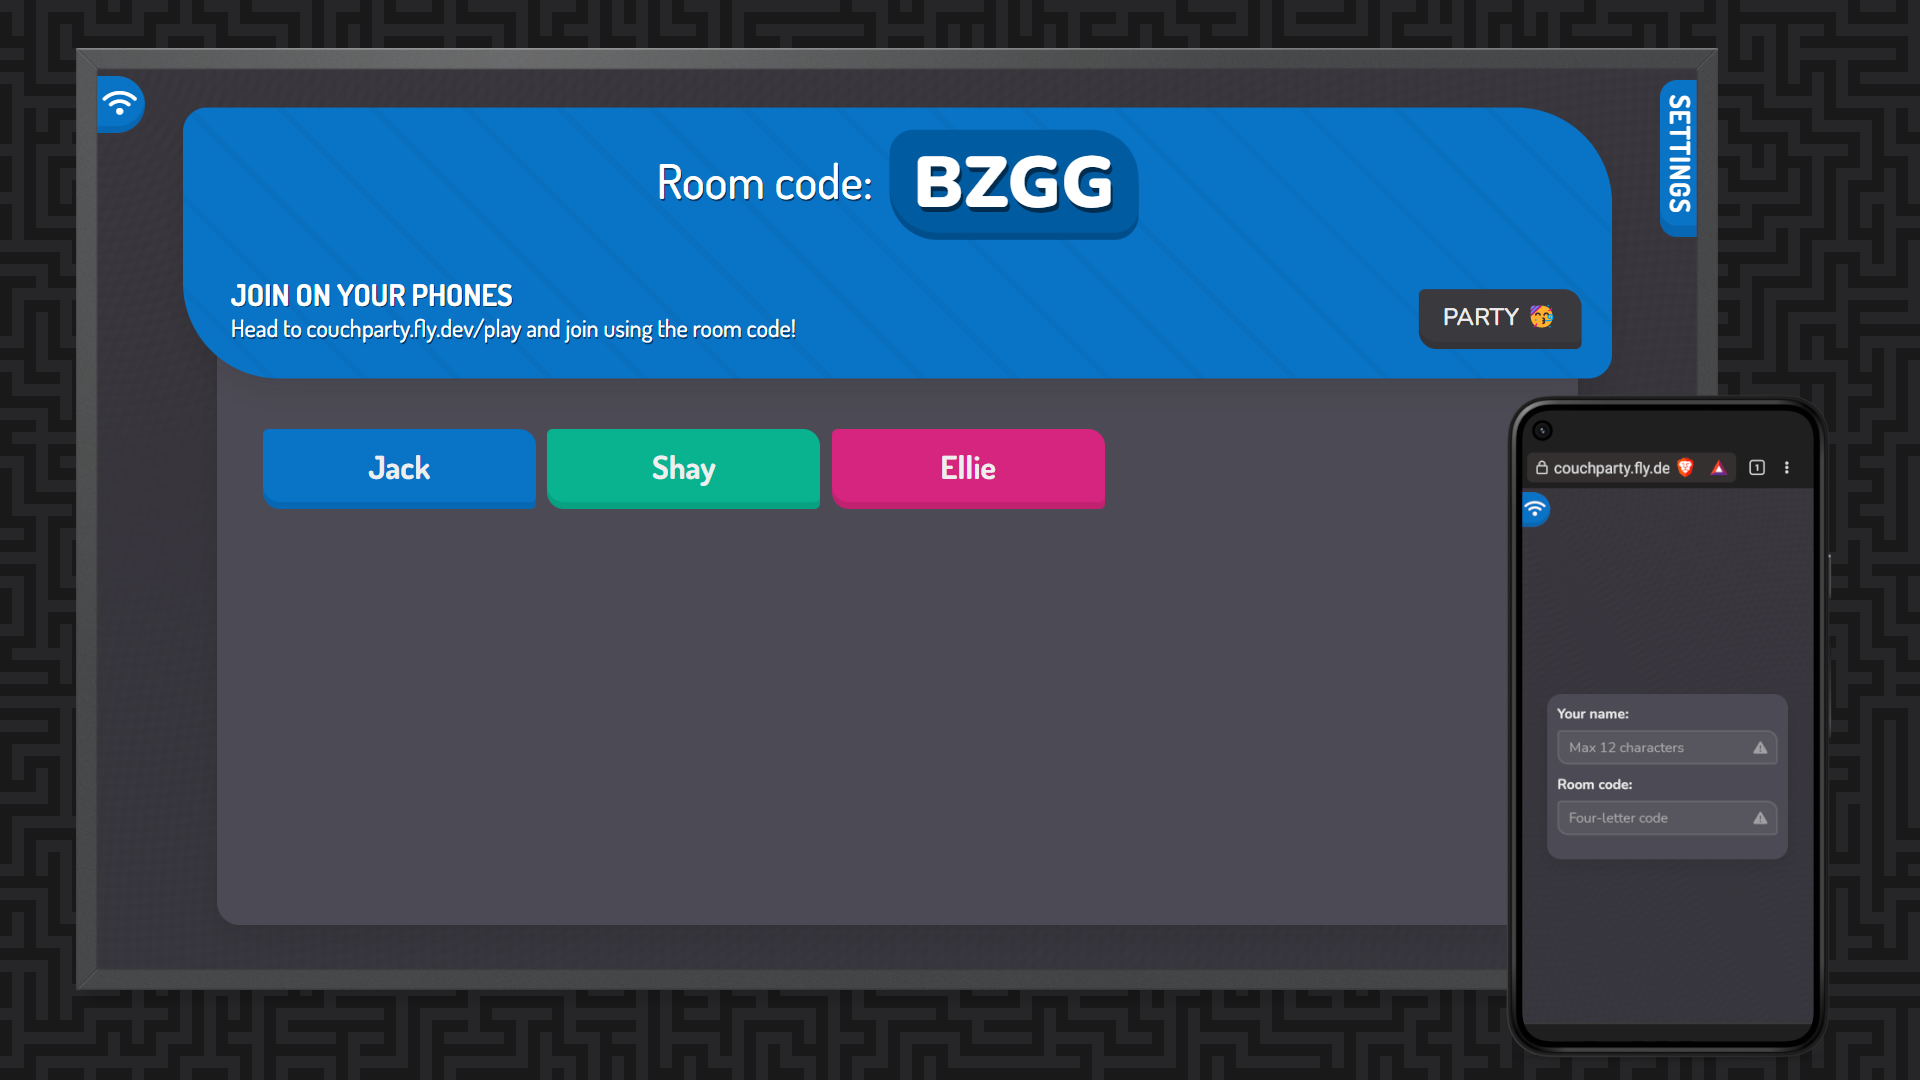 SETTINGS
Room code: BZGG
JOIN ON YOUR PHONES
Head to couchparty.fly.dev/play and join using the room code!
PARTY 🥳
Jack
Shay
Ellie
couchparty.fly.de
1
Your name:
Max 12 characters
Room code:
Four-letter code